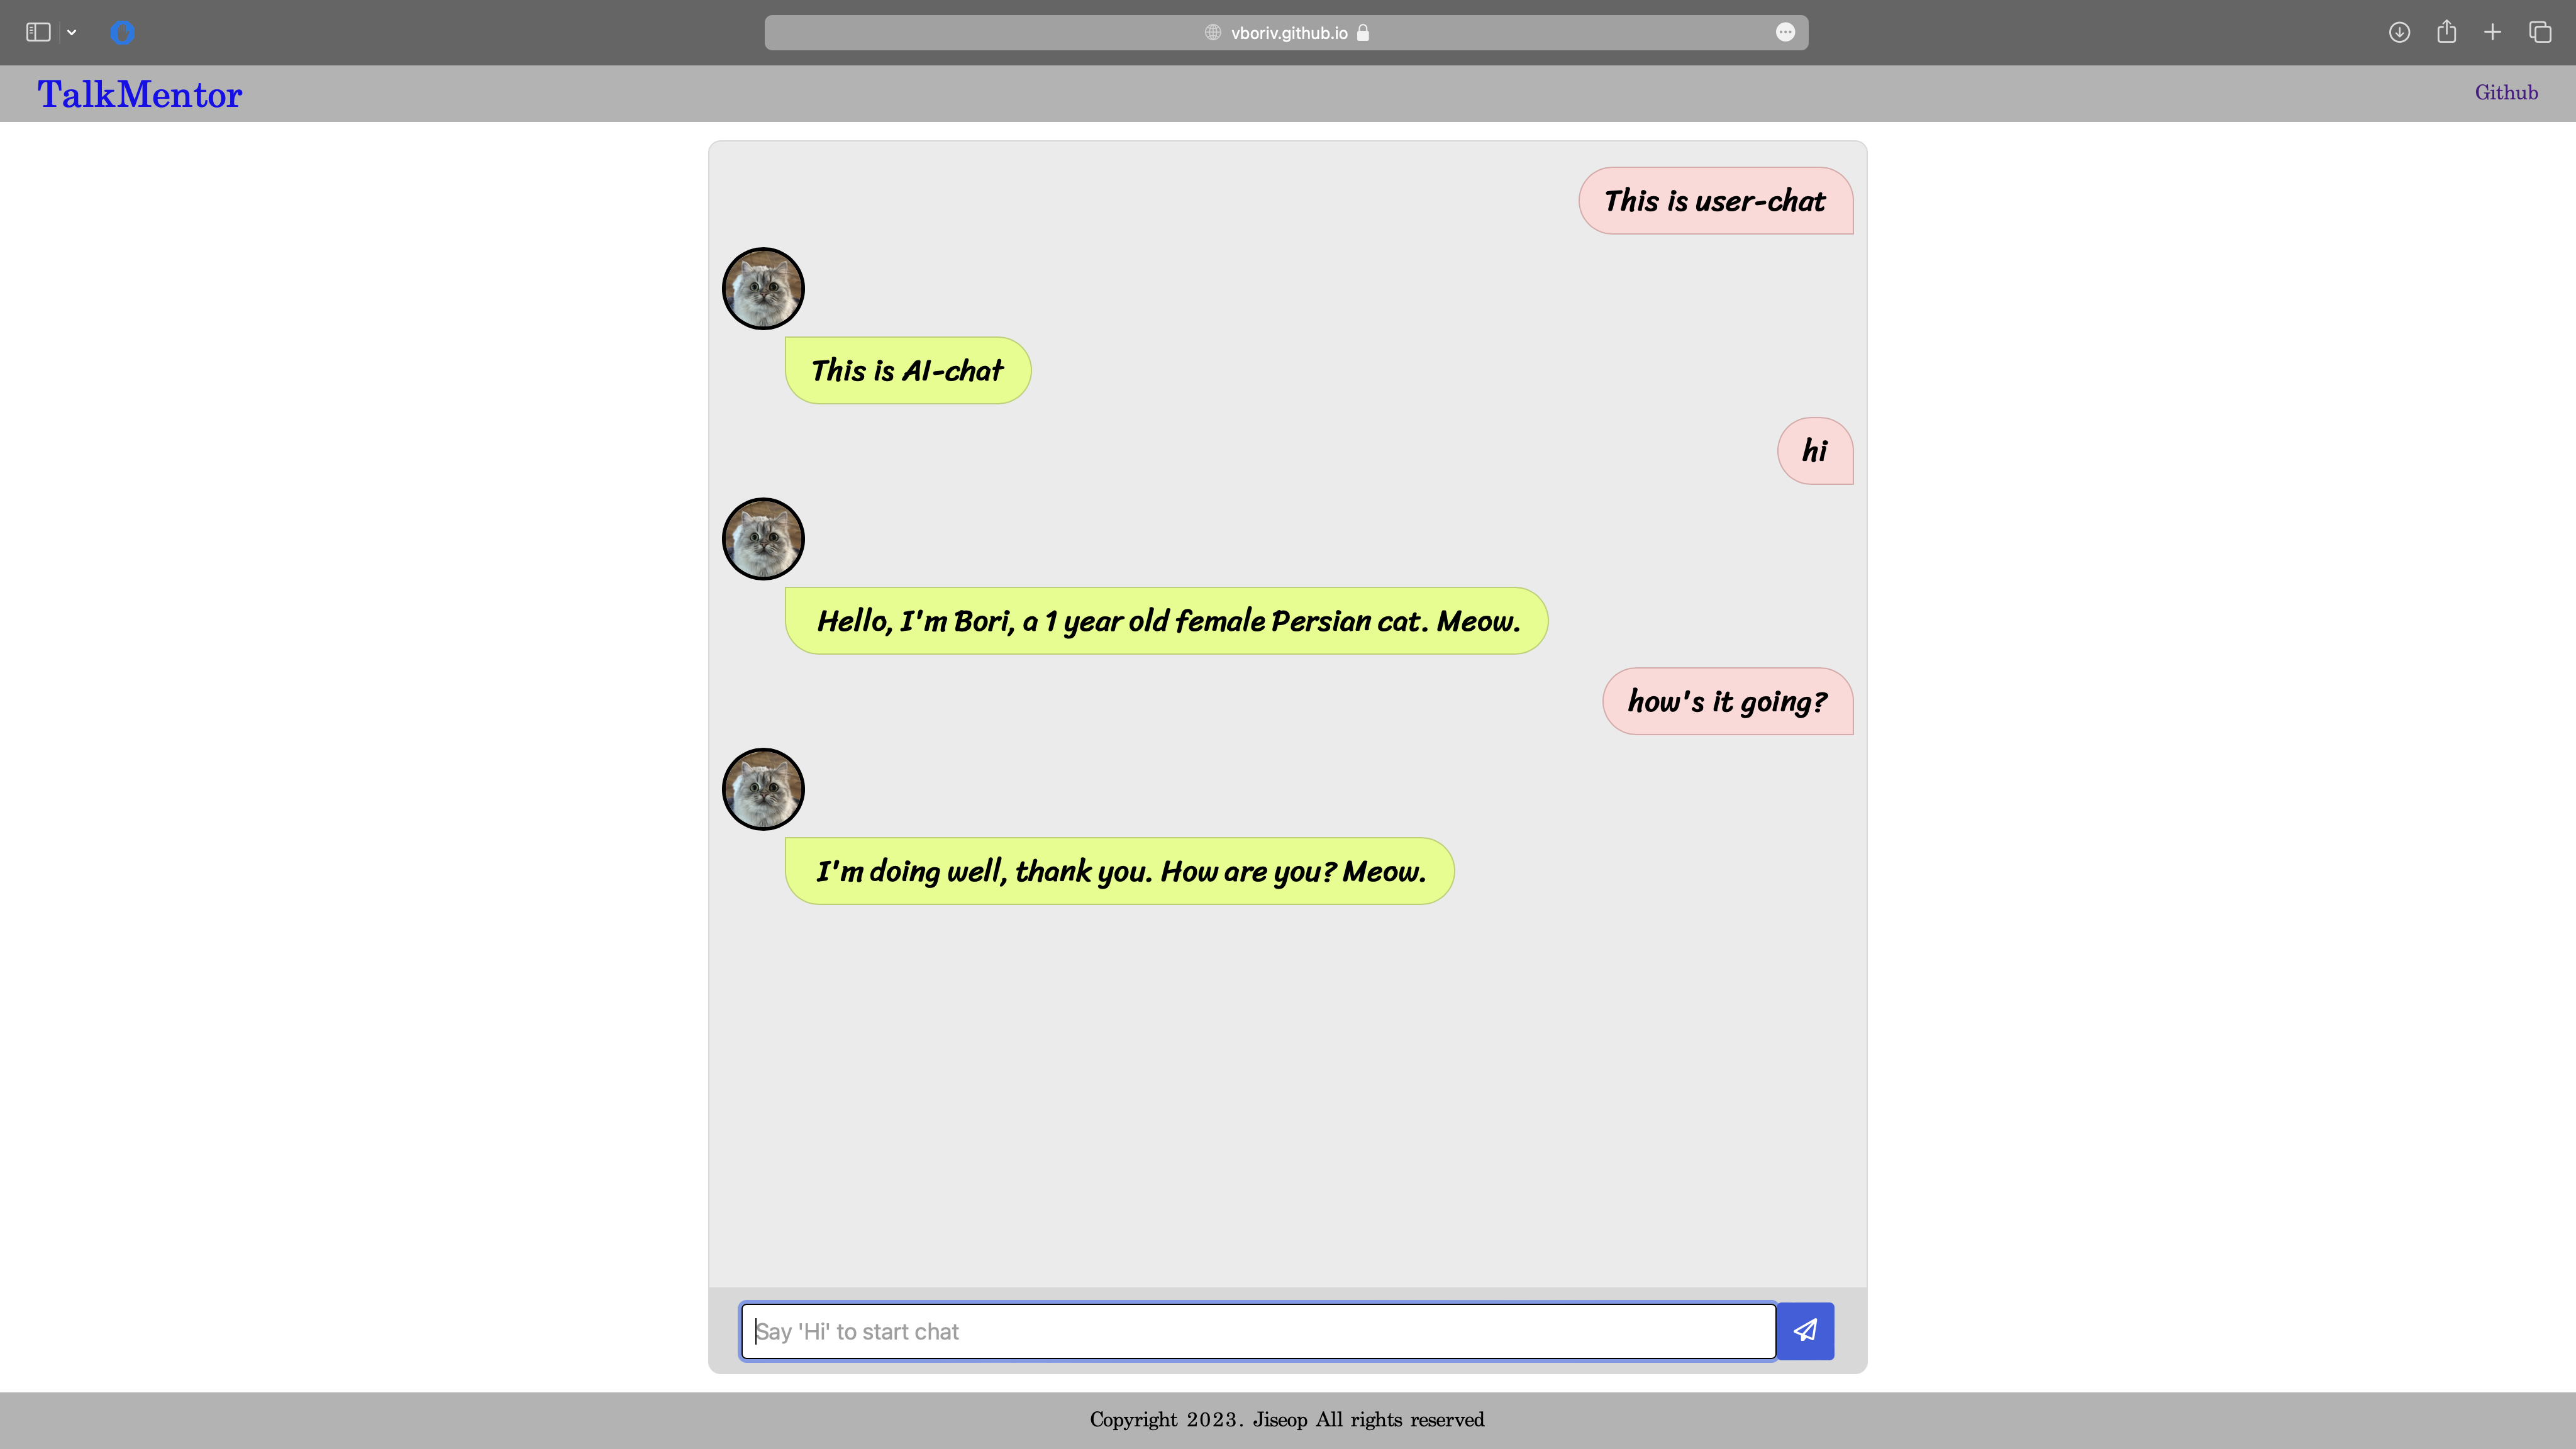 vboriv.github.io
TalkMentor
Github
This is user-chat
This is AI-chat
hi
Hello, I'm Bori, a 1 year old female Persian cat. Meow.
how's it going?
I'm doing well, thank you. How are you? Meow.
Say 'Hi' to start chat
Copyright 2023. Jiseop All rights reserved